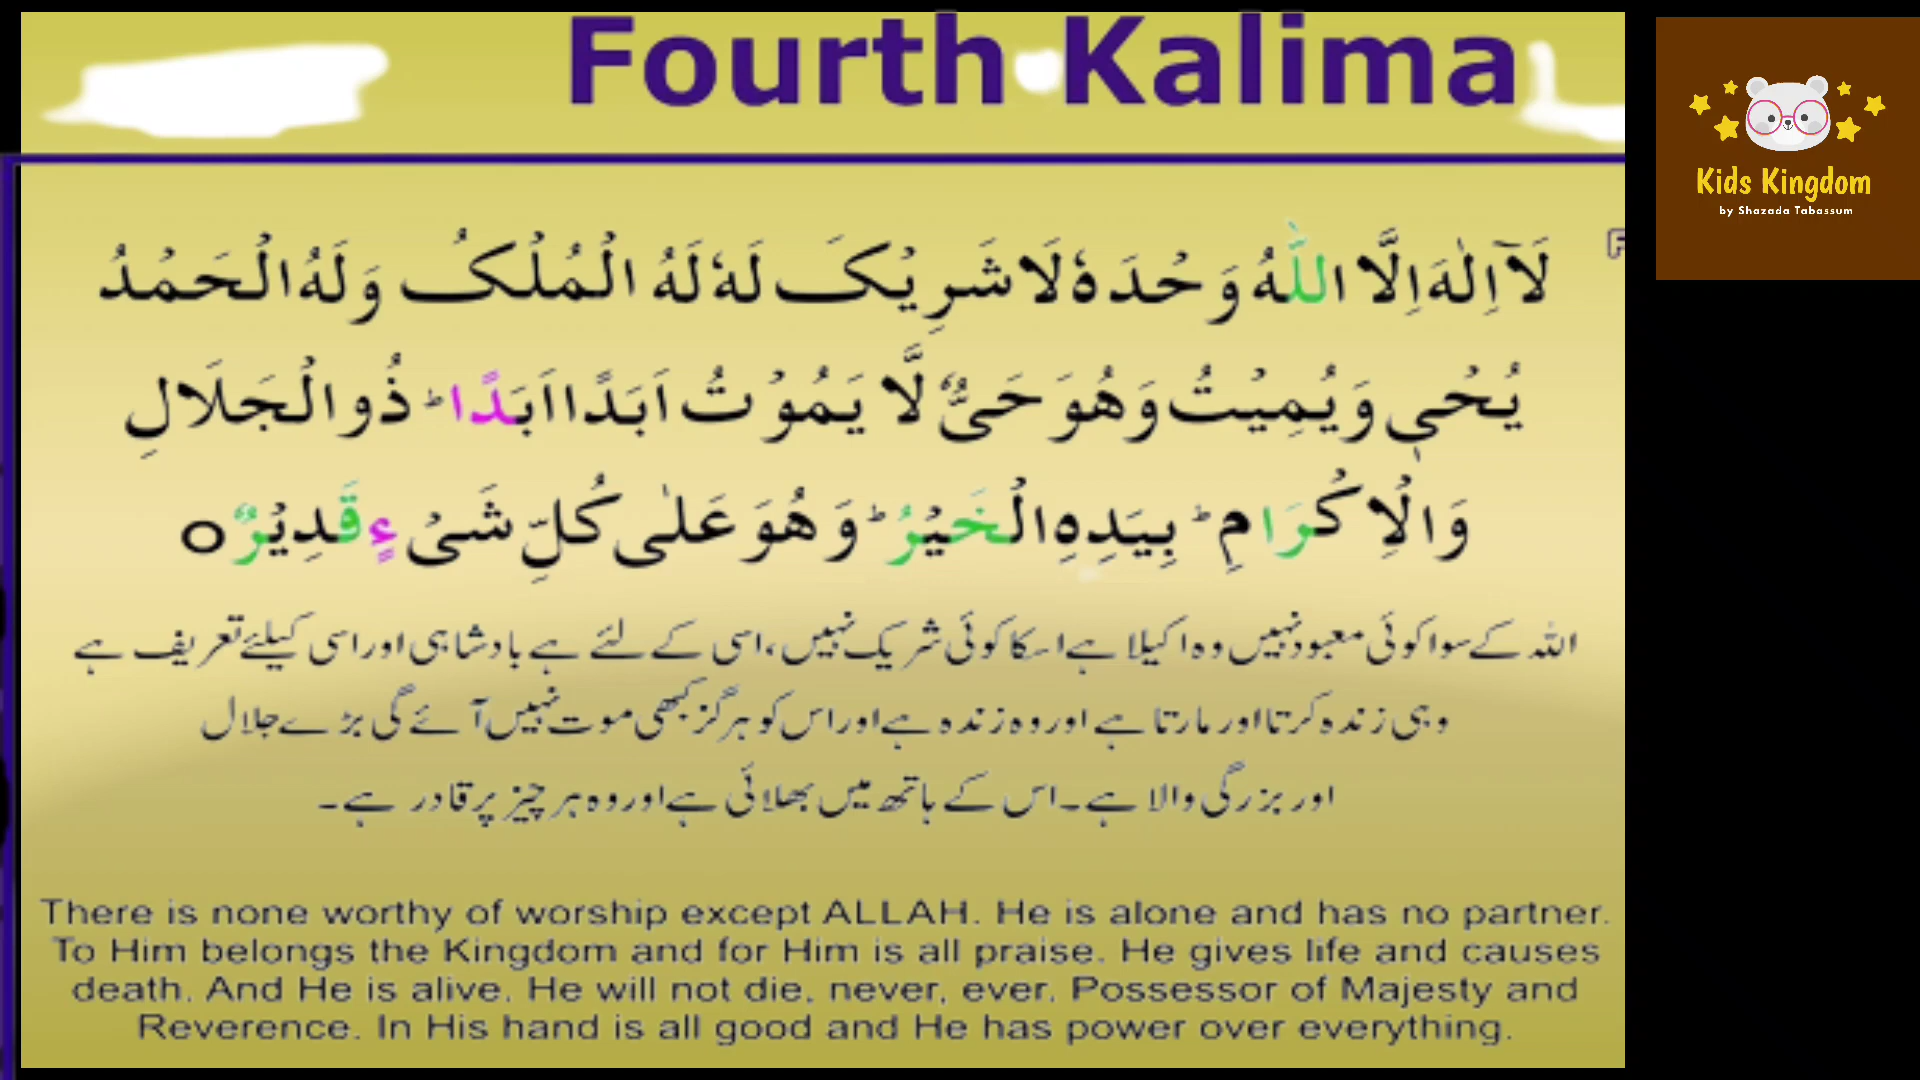 Fourth Kalima
Kids Kingdom
by Shazada Tabassum
لَآ اِلٰهَ اِلَّا اللّٰهُ وَحْدَهٗ لَا شَرِيْكَ لَهٗ لَهُ الْمُلْكُ وَلَهُ الْحَمْدُ
يُحْيٖ وَيُمِيْتُ وَهُوَ حَيٌّ لَّا يَمُوْتُ اَبَدًا اَبَدًا ؕ ذُو الْجَلَالِ
وَالْاِكْرَامِ ؕ بِيَدِهِ الْخَيْرُ ؕ وَهُوَ عَلٰى كُلِّ شَىْءٍ قَدِيْرٌ ه
اللہ کے سوا کوئی معبود نہیں وہ اکیلا ہے اسکا کوئی شریک نہیں، اسی کے لئے ہے بادشاہی اور اسی کیلئے تعریف ہے
وہی زندہ کرتا اور مارتا ہے اور وہ زندہ ہے اور اس کو ہرگز کبھی موت نہیں آئے گی بڑے جلال
اور بزرگی والا ہے۔ اس کے ہاتھ میں بھلائی ہے اور وہ ہر چیز پر قادر ہے۔
There is none worthy of worship except ALLAH. He is alone and has no partner.
To Him belongs the Kingdom and for Him is all praise. He gives life and causes
death. And He is alive. He will not die, never, ever. Possessor of Majesty and
Reverence. In His hand is all good and He has power over everything.